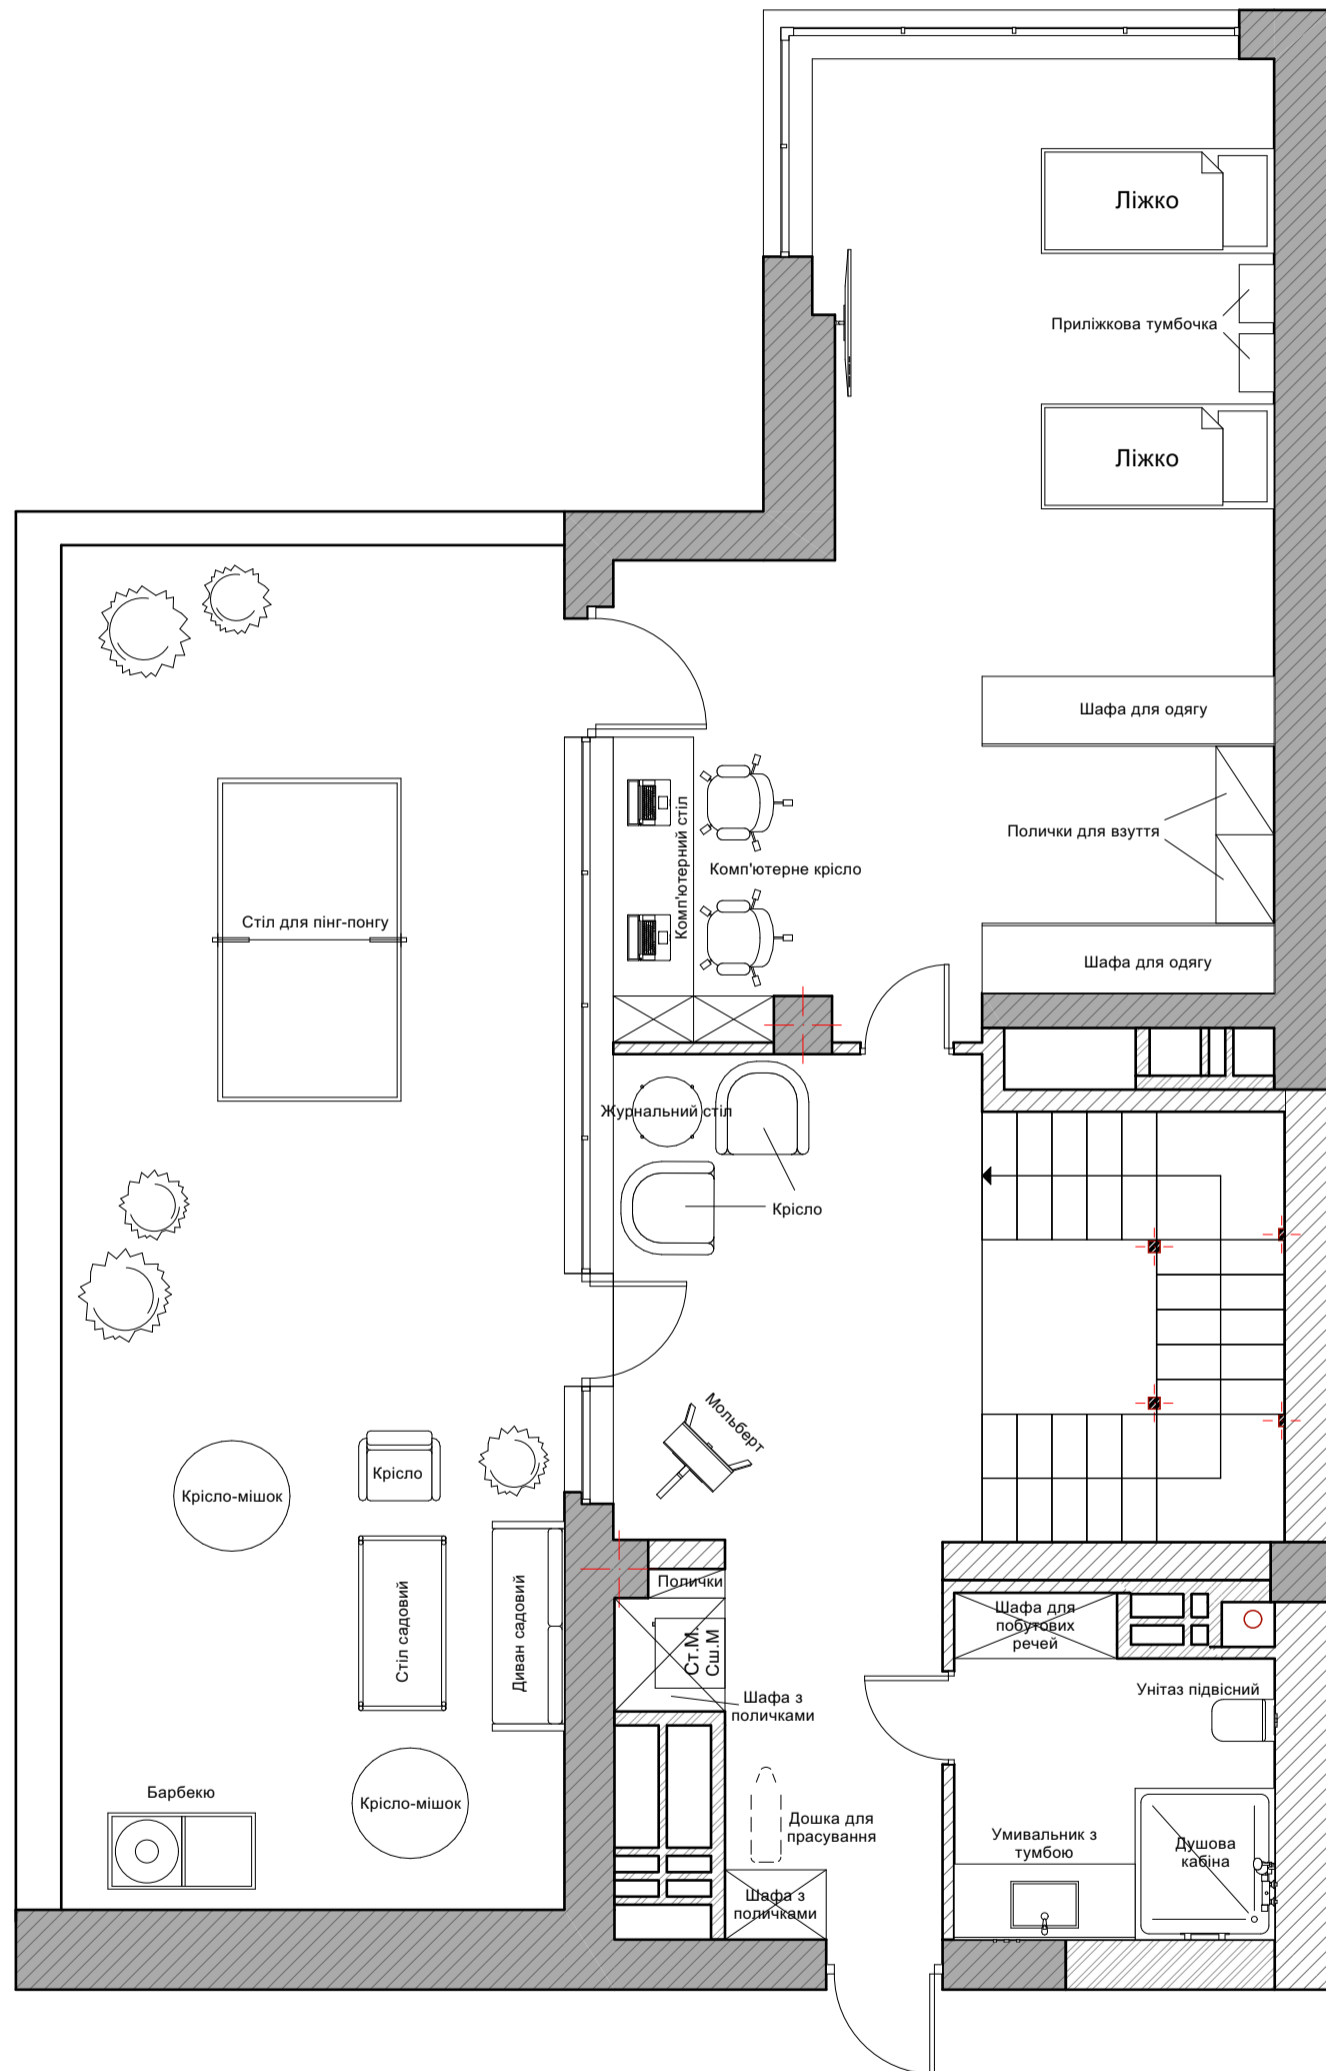 Ліжко
Приліжкова тумбочка
Ліжко
Шафа для одягу
Полички для взуття
Шафа для одягу
Комп'ютерний стіл
Комп'ютерне крісло
Стіл для пінг-понгу
Журнальний стіл
Крісло
Мольберт
Крісло
Крісло-мішок
Стіл садовий
Диван садовий
Полички
Ст.М.
Сш.М
Шафа з
поличками
Шафа для
побутових
речей
Унітаз підвісний
Барбекю
Крісло-мішок
Дошка для
прасування
Умивальник з
тумбою
Душова
кабіна
Шафа з
поличками